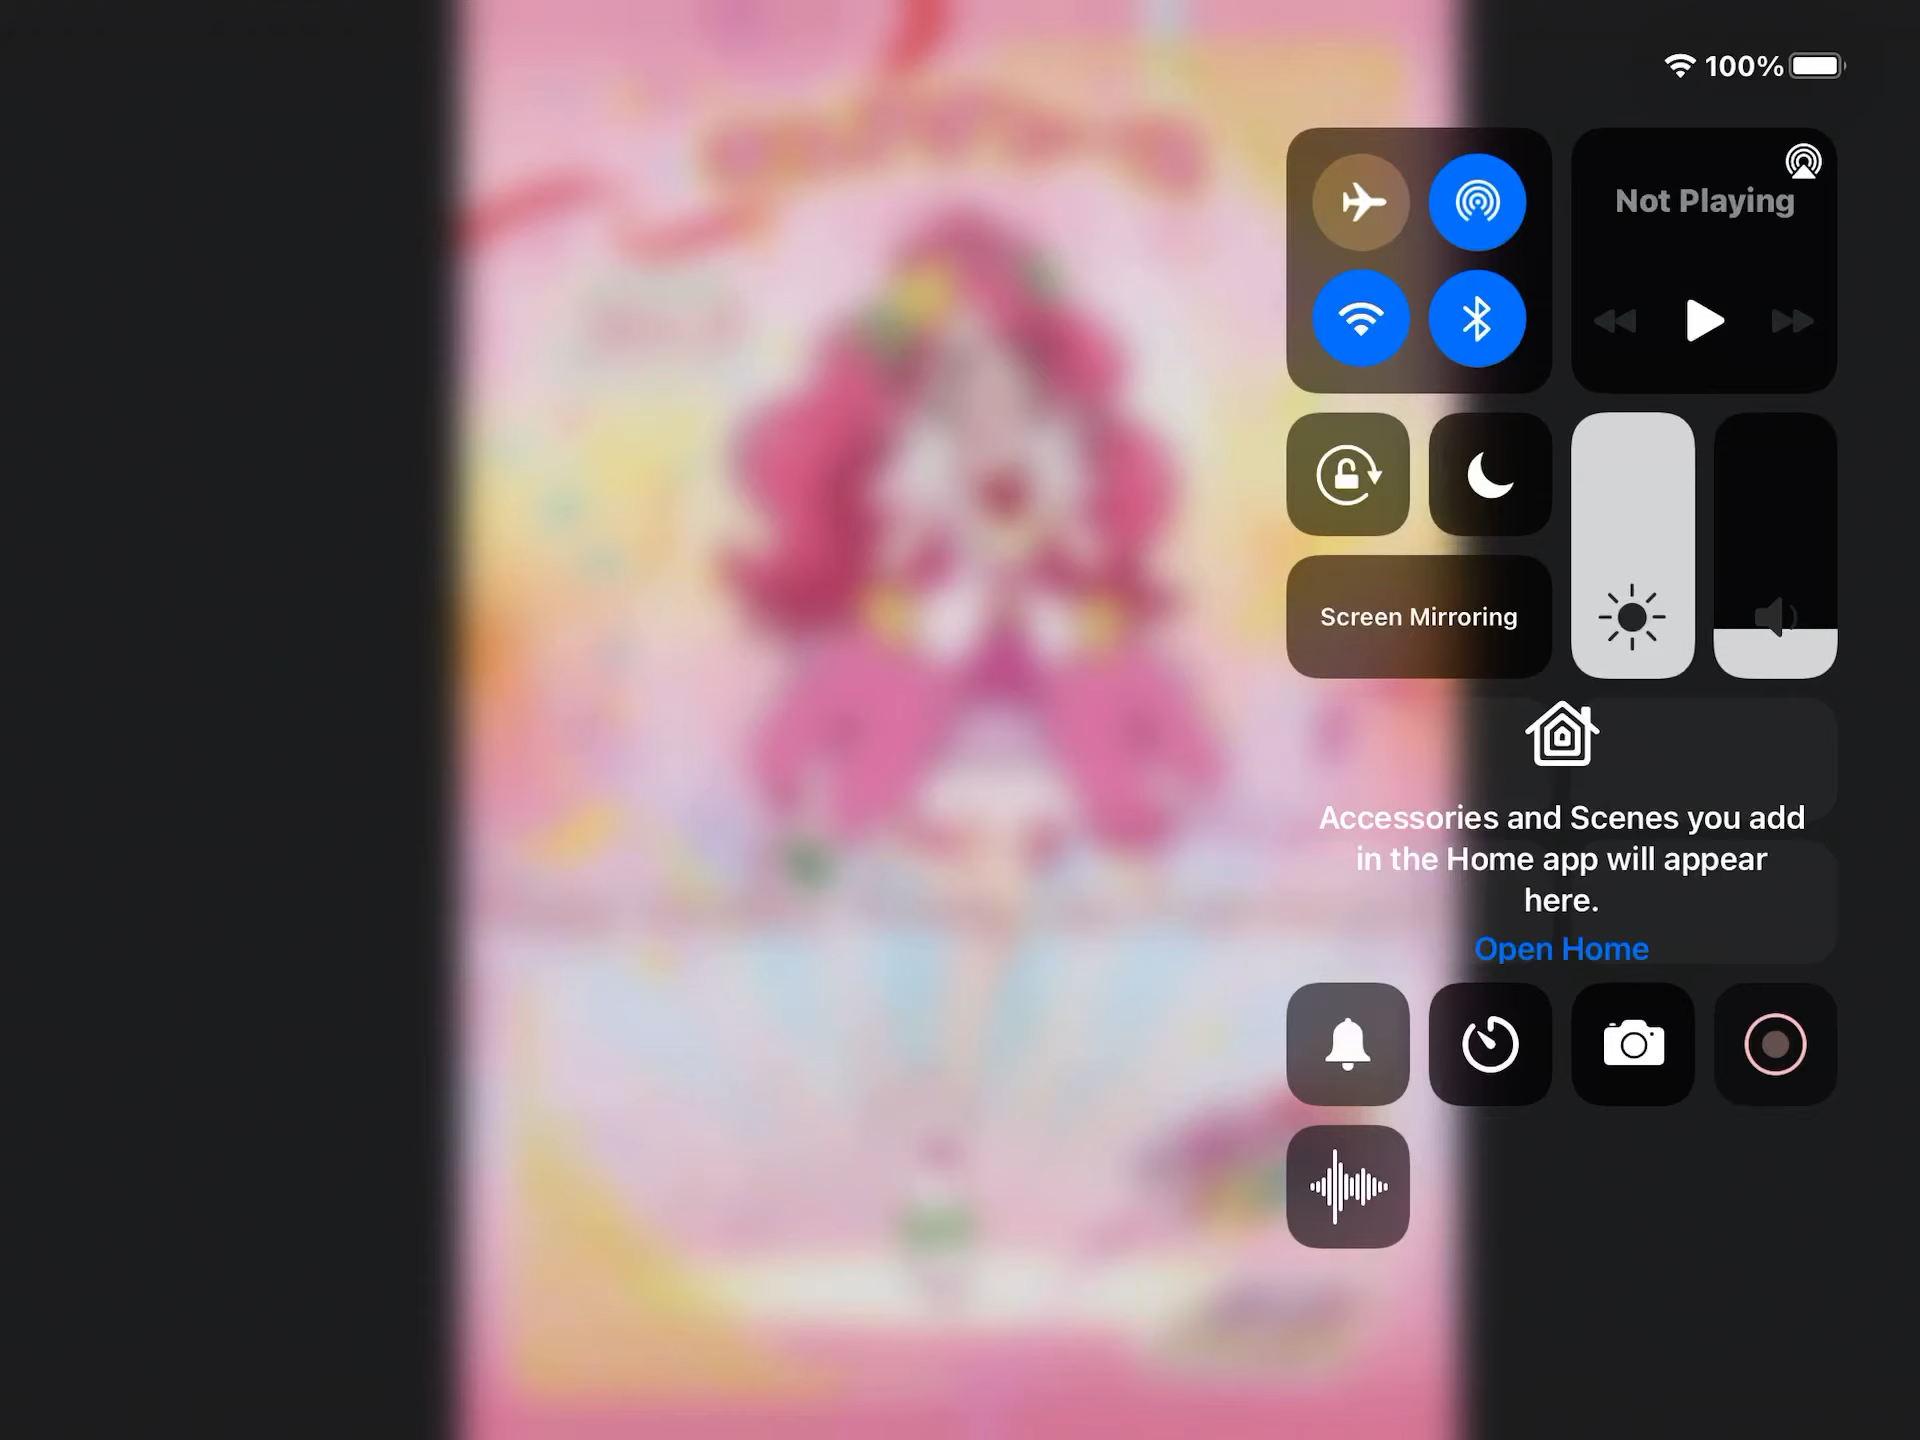 100%
Not Playing
Screen Mirroring
Accessories and Scenes you add
in the Home app will appear
here.
Open Home